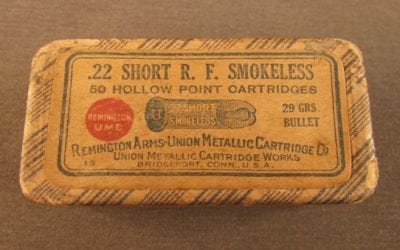 .22 SHORT R. F. SMOKELESS
50 HOLLOW POINT CARTRIDGES
REMINGTON
UMC
.22 SHORT
SMOKELESS
29 GRS.
BULLET
REMINGTON ARMS-UNION METALLIC CARTRIDGE Co
UNION METALLIC CARTRIDGE WORKS
15
BRIDGEPORT, CONN., U.S.A.